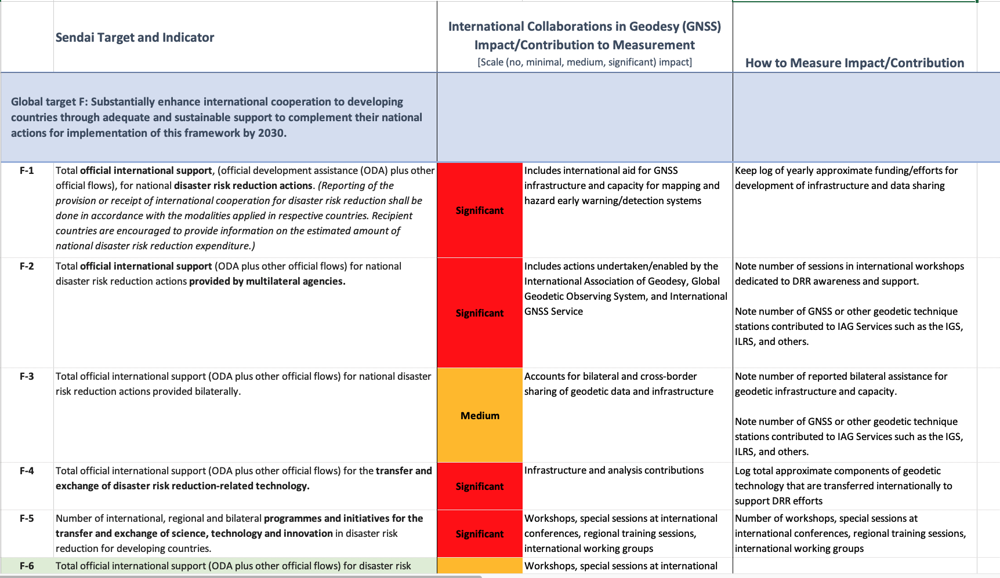 Sendai Target and Indicator
International Collaborations in Geodesy (GNSS)
Impact/Contribution to Measurement
[Scale (no, minimal, medium, significant) impact]
How to Measure Impact/Contribution
Global target F: Substantially enhance international cooperation to developing
countries through adequate and sustainable support to complement their national
actions for implementation of this framework by 2030.
F-1
Total official international support, (official development assistance (ODA) plus other
official flows), for national disaster risk reduction actions. (Reporting of the
provision or receipt of international cooperation for disaster risk reduction shall be
done in accordance with the modalities applied in respective countries. Recipient
countries are encouraged to provide information on the estimated amount of
national disaster risk reduction expenditure.)
Significant
Includes international aid for GNSS
infrastructure and capacity for mapping and
hazard early warning/detection systems
Keep log of yearly approximate funding/efforts for
development of infrastructure and data sharing
F-2
Total official international support (ODA plus other official flows) for national
disaster risk reduction actions provided by multilateral agencies.
Significant
Includes actions undertaken/enabled by the
International Association of Geodesy, Global
Geodetic Observing System, and International
GNSS Service
Note number of sessions in international workshops
dedicated to DRR awareness and support.
Note number of GNSS or other geodetic technique
stations contributed to IAG Services such as the IGS,
ILRS, and others.
F-3
Total official international support (ODA plus other official flows) for national disaster
risk reduction actions provided bilaterally.
Medium
Accounts for bilateral and cross-border
sharing of geodetic data and infrastructure
Note number of reported bilateral assistance for
geodetic infrastructure and capacity.
Note number of GNSS or other geodetic technique
stations contributed to IAG Services such as the IGS,
ILRS, and others.
F-4
Total official international support (ODA plus other official flows) for the transfer and
exchange of disaster risk reduction-related technology.
Significant
Infrastructure and analysis contributions
Log total approximate components of geodetic
technology that are transferred internationally to
support DRR efforts
F-5
Number of international, regional and bilateral programmes and initiatives for the
transfer and exchange of science, technology and innovation in disaster risk
reduction for developing countries.
Significant
Workshops, special sessions at international
conferences, regional training sessions,
international working groups
Number of workshops, special sessions at
international conferences, regional training sessions,
international working groups
F-6
Total official international support (ODA plus other official flows) for disaster risk
Workshops, special sessions at international